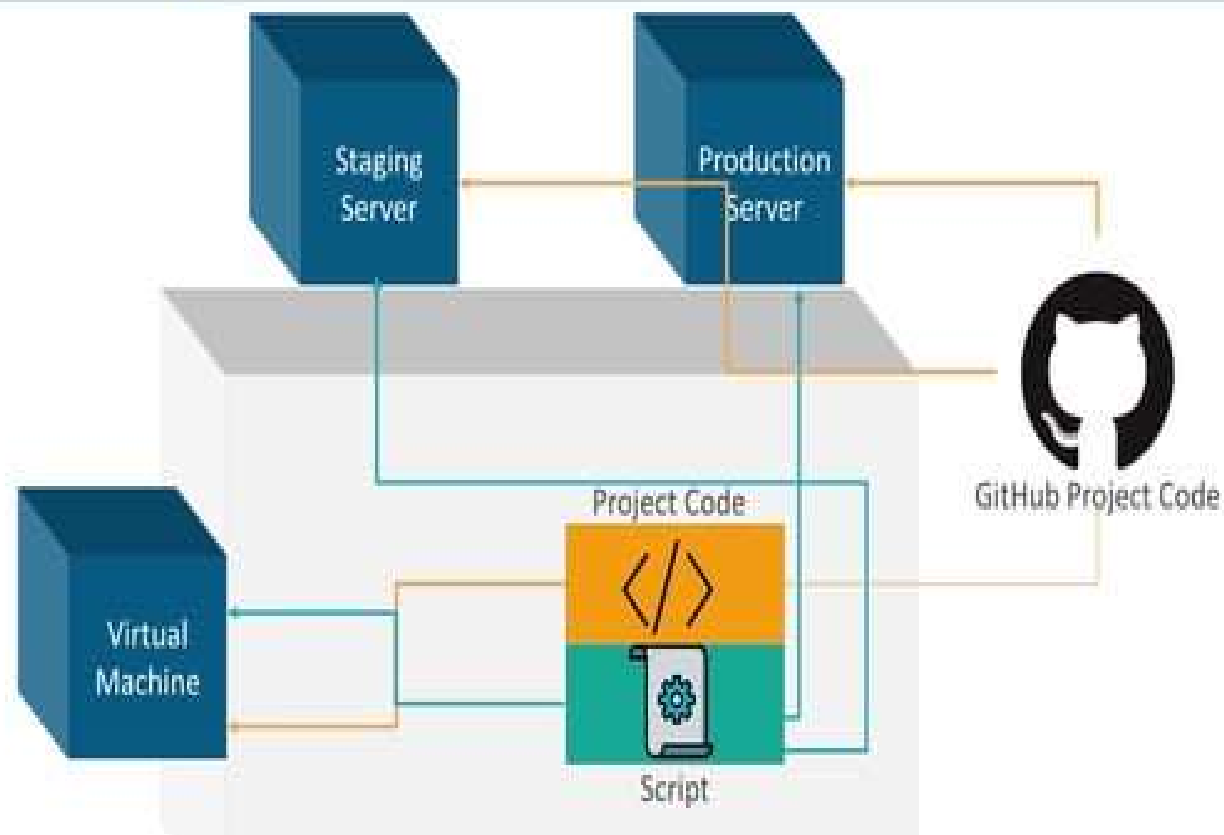 Staging
Server
Production
Server
GitHub Project Code
Project Code
Virtual
Machine
Script